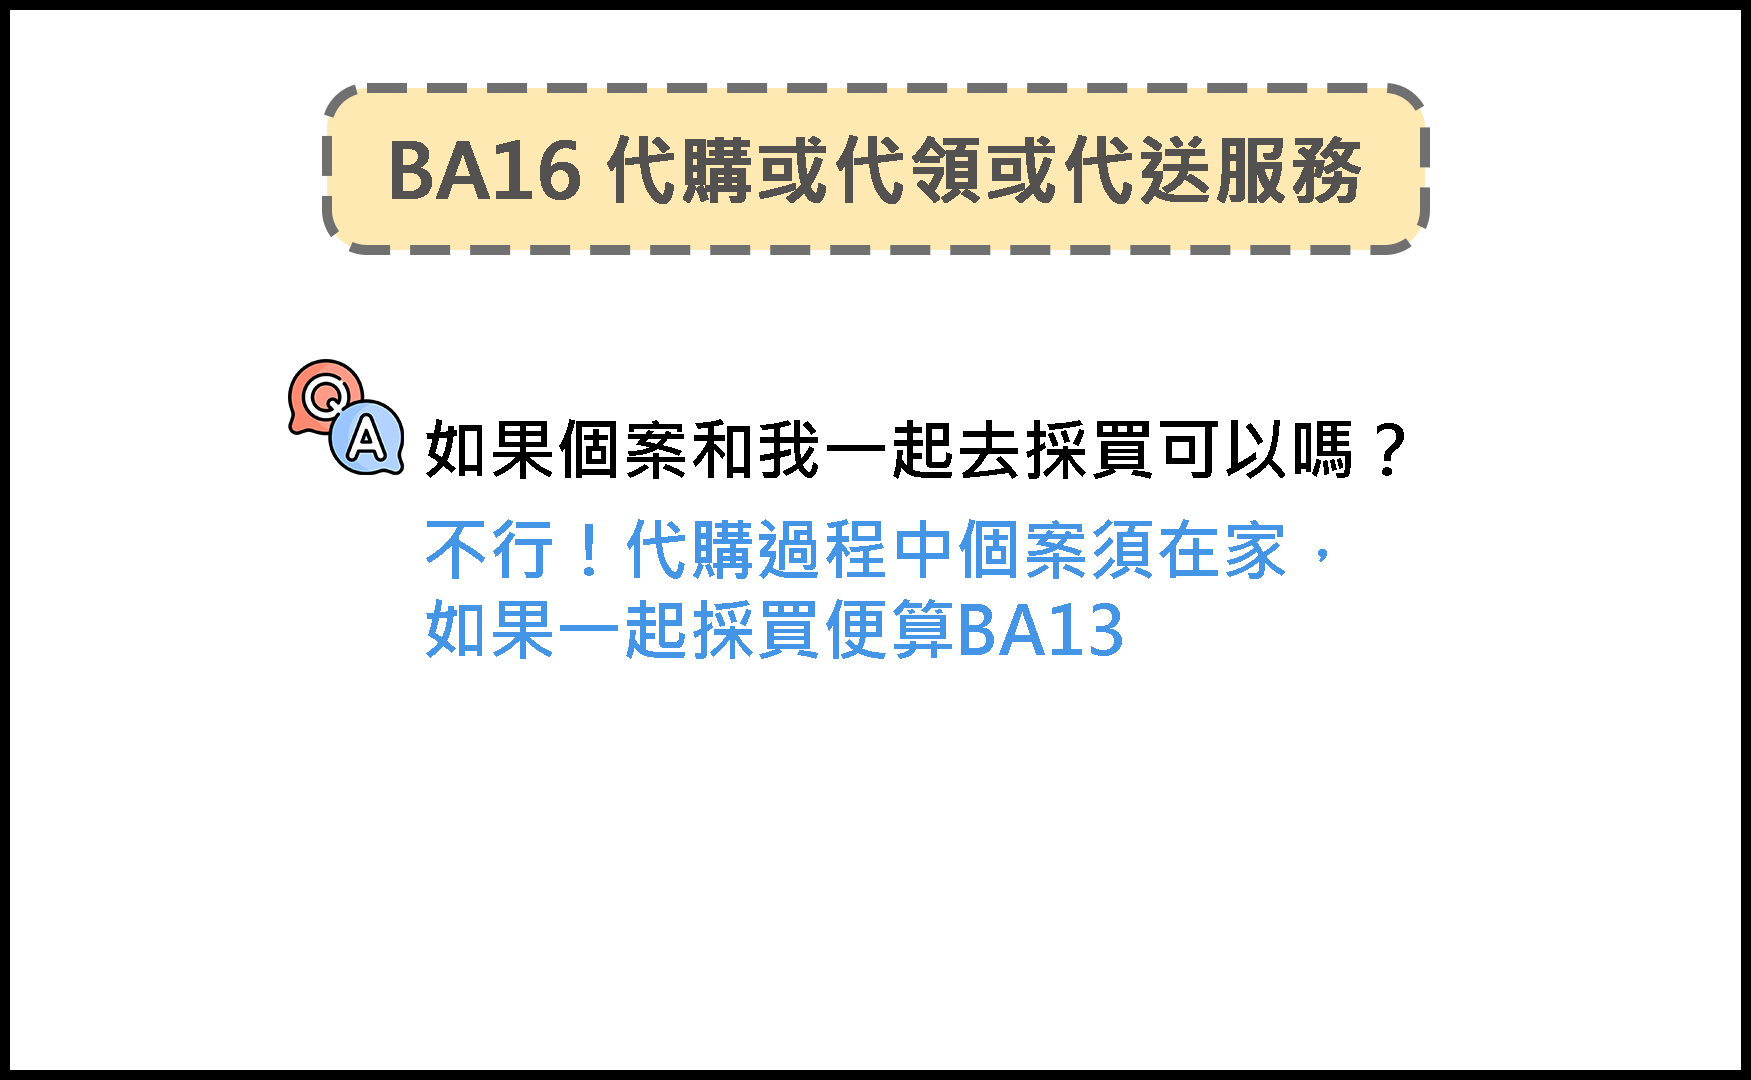 BA16 代購或代領或代送服務
QA
如果個案和我一起去採買可以嗎？
不行！代購過程中個案須在家，
如果一起採買便算BA13